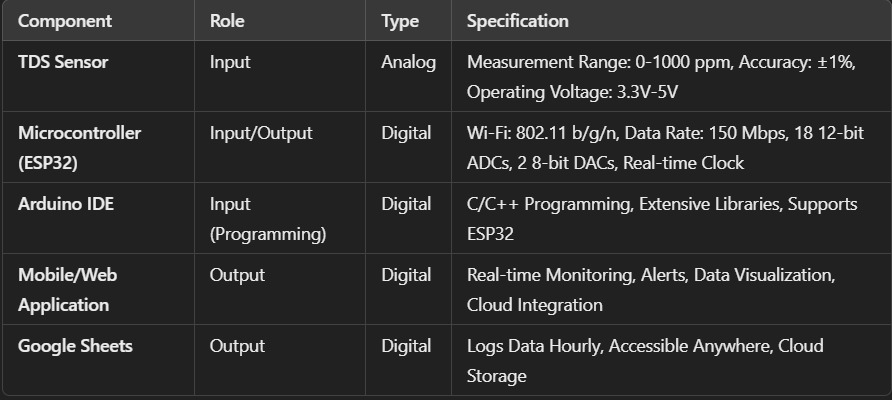 Component Role Type Specification
TDS Sensor Input Analog Measurement Range: 0-1000 ppm, Accuracy: ±1%,
Operating Voltage: 3.3V-5V
Microcontroller Input/Output Digital Wi-Fi: 802.11 b/g/n, Data Rate: 150 Mbps, 18 12-bit
(ESP32) ADCs, 2 8-bit DACs, Real-time Clock
Arduino IDE Input Digital C/C++ Programming, Extensive Libraries, Supports
(Programming) ESP32
Mobile/Web Output Digital Real-time Monitoring, Alerts, Data Visualization,
Application Cloud Integration
Google Sheets Output Digital Logs Data Hourly, Accessible Anywhere, Cloud
Storage